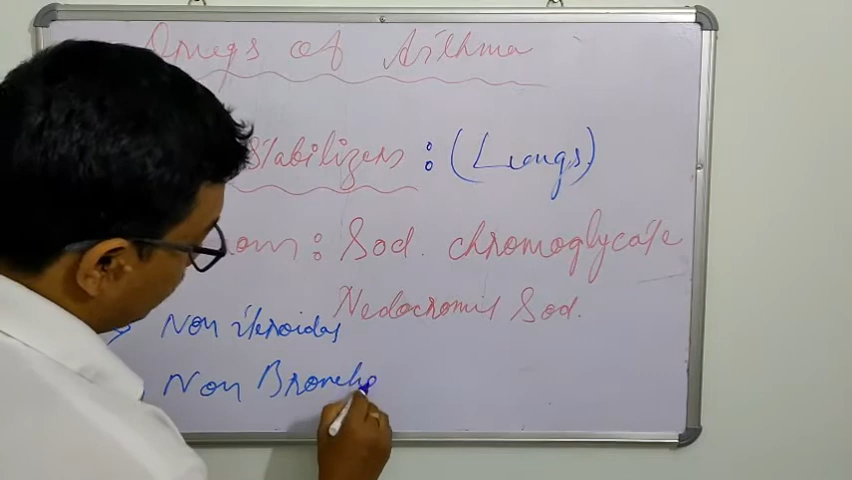 Drugs of Asthma
Stabilizers : (Lungs)
: Sod. chromoglycate
Nedocromil Sod.
Non steroidal
Non Broncho